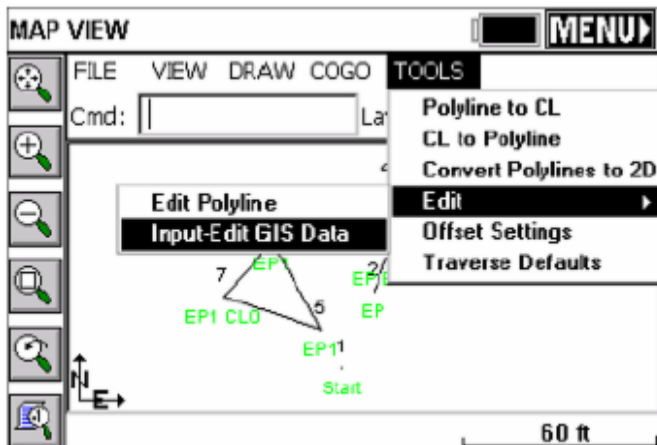 MAP VIEW
MENU
FILE VIEW DRAW COGO TOOLS
Cmd:
Polyline to CL
CL to Polyline
Convert Polylines to 2D
Edit
Offset Settings
Traverse Defaults
Edit Polyline
Input-Edit GIS Data
7
EP1
2
EP1 CLO
5
EP
EP1
1
Start
N
E
60 ft